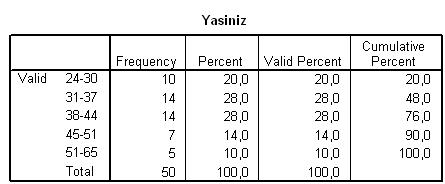 Yasiniz
Frequency Percent Valid Percent Cumulative Percent
Valid 24-30 10 20,0 20,0 20,0
31-37 14 28,0 28,0 48,0
38-44 14 28,0 28,0 76,0
45-51 7 14,0 14,0 90,0
51-65 5 10,0 10,0 100,0
Total 50 100,0 100,0